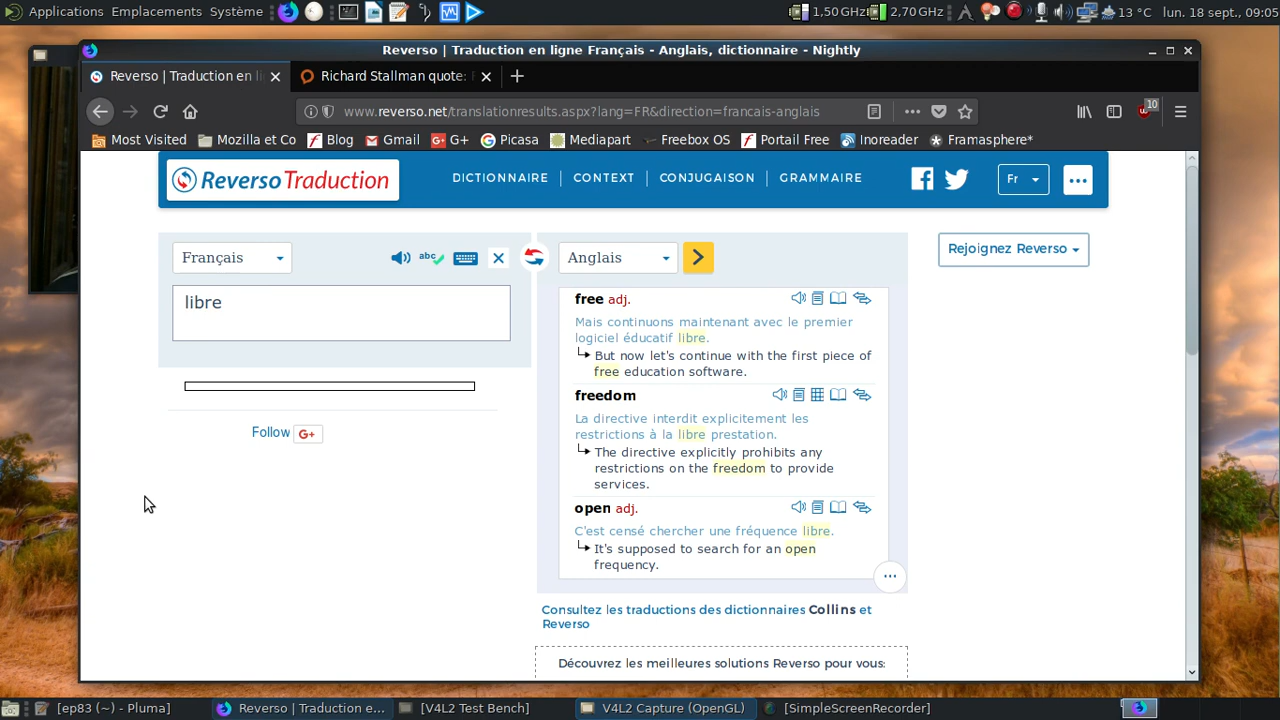 Applications Emplacements Système 1,50 GHz 2,70 GHz 13 °C lun. 18 sept., 09:05
Reverso | Traduction en ligne Français - Anglais, dictionnaire - Nightly
Reverso | Traduction en li
Richard Stallman quote:
www.reverso.net/translationresults.aspx?lang=FR&direction=francais-anglais
10
Most Visited Mozilla et Co Blog Gmail G+ Picasa Mediapart Freebox OS Portail Free Inoreader Framasphere*
Reverso Traduction
DICTIONNAIRE CONTEXT CONJUGAISON GRAMMAIRE
Fr
Français
abc
Anglais
Rejoignez Reverso
libre
free adj.
Mais continuons maintenant avec le premier
logiciel éducatif libre.
But now let's continue with the first piece of
free education software.
freedom
La directive interdit explicitement les
restrictions à la libre prestation.
The directive explicitly prohibits any
restrictions on the freedom to provide
services.
open adj.
C'est censé chercher une fréquence libre.
It's supposed to search for an open
frequency.
Follow G+
Consultez les traductions des dictionnaires Collins et
Reverso
Découvrez les meilleures solutions Reverso pour vous:
[ep83 (~) - Pluma] Reverso | Traduction e... [V4L2 Test Bench] V4L2 Capture (OpenGL) [SimpleScreenRecorder]